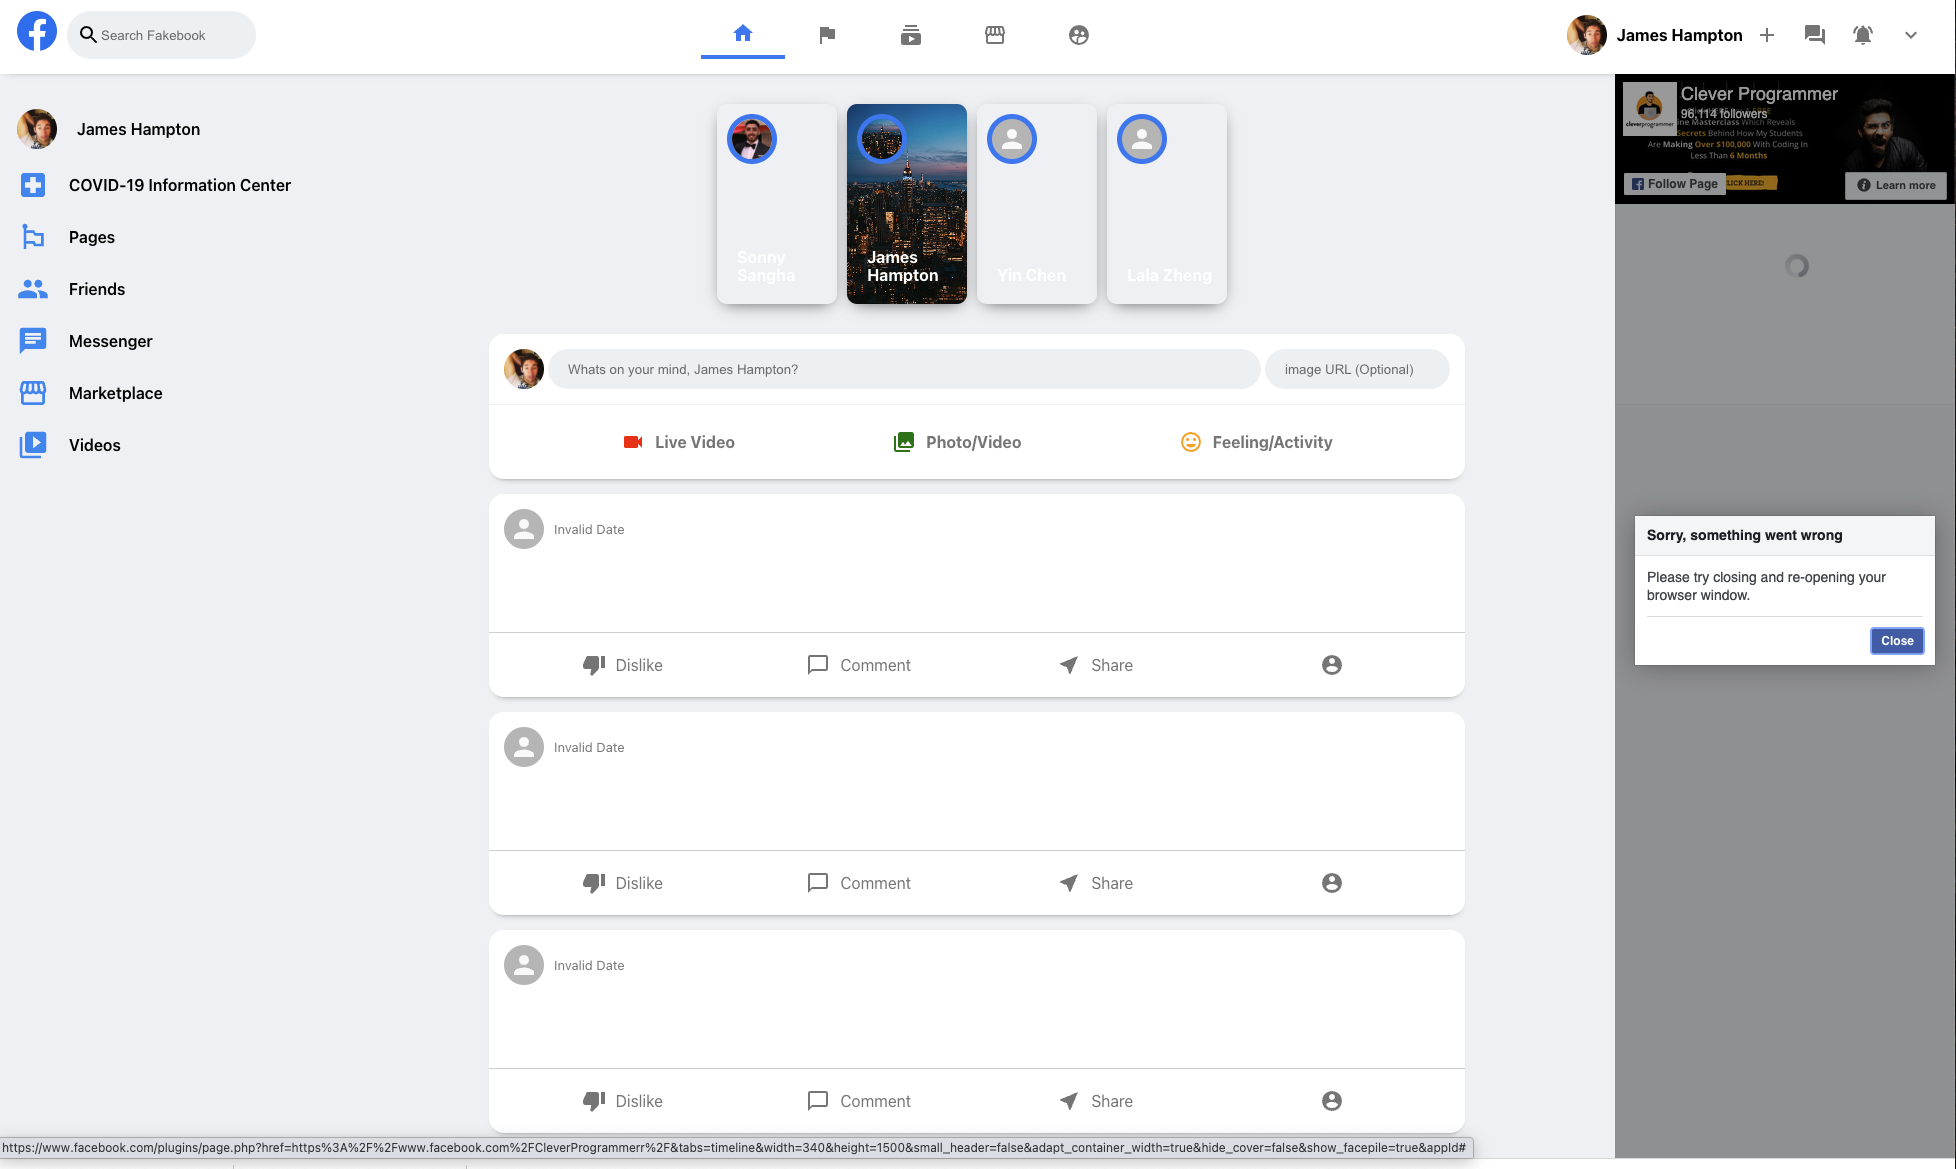 Search Fakebook
James Hampton
James Hampton
COVID-19 Information Center
Pages
Friends
Messenger
Marketplace
Videos
Sonny
Sangha
James
Hampton
Yin Chen
Lala Zheng
Whats on your mind, James Hampton?
image URL (Optional)
Live Video
Photo/Video
Feeling/Activity
Invalid Date
Dislike
Comment
Share
Invalid Date
Dislike
Comment
Share
Invalid Date
Dislike
Comment
Share
Clever Programmer
96,114 followers
Masterclass Which Reveals
Secrets Behind How My Students
Are Making Over $100,000 With Coding In
Less Than 6 Months
cleverprogrammer
Follow Page
CLICK HERE!
Learn more
Sorry, something went wrong
Please try closing and re-opening your
browser window.
Close
https://www.facebook.com/plugins/page.php?href=https%3A%2F%2Fwww.facebook.com%2FCleverProgrammerr%2F&tabs=timeline&width=340&height=1500&small_header=false&adapt_container_width=true&hide_cover=false&show_facepile=true&appId#